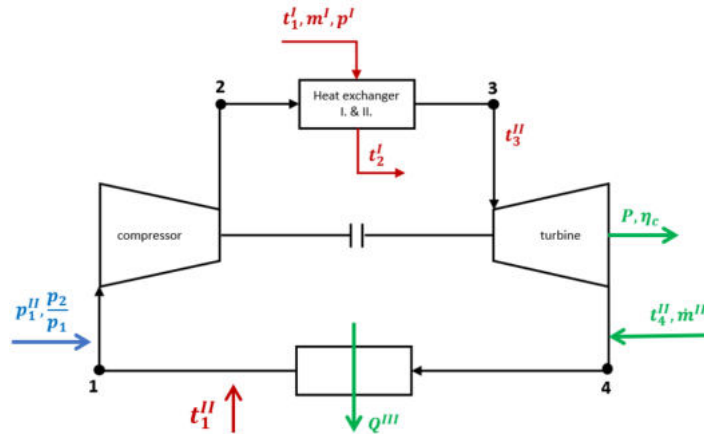 t₁ᴵ, mᴵ, pᴵ
2
Heat exchanger
I. & II.
3
t₂ᴵ
t₃ᴵᴵ
compressor
turbine
P, η_c
p₁ᴵᴵ, p₂/p₁
t₄ᴵᴵ, ṁᴵᴵ
1
4
t₁ᴵᴵ
Qᴵᴵᴵ